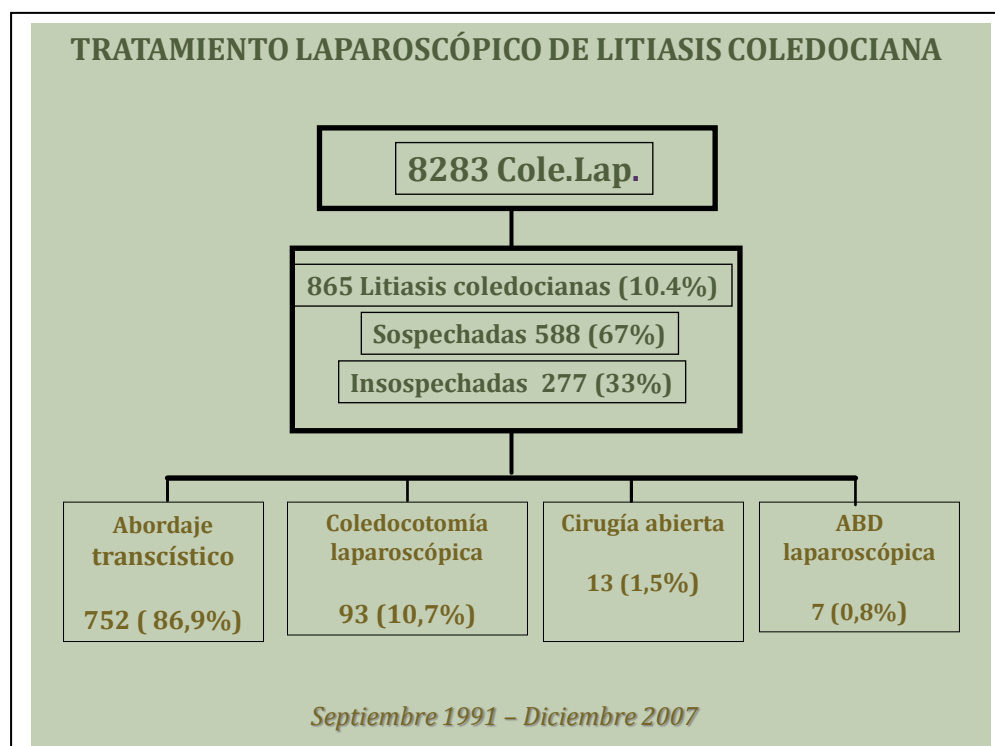 TRATAMIENTO LAPAROSCÓPICO DE LITIASIS COLEDOCIANA
8283 Cole.Lap.
865 Litiasis coledocianas (10.4%)
Sospechadas 588 (67%)
Insospechadas 277 (33%)
Abordaje
transcístico
752 ( 86,9%)
Coledocotomía
laparoscópica
93 (10,7%)
Cirugía abierta
13 (1,5%)
ABD
laparoscópica
7 (0,8%)
Septiembre 1991 – Diciembre 2007